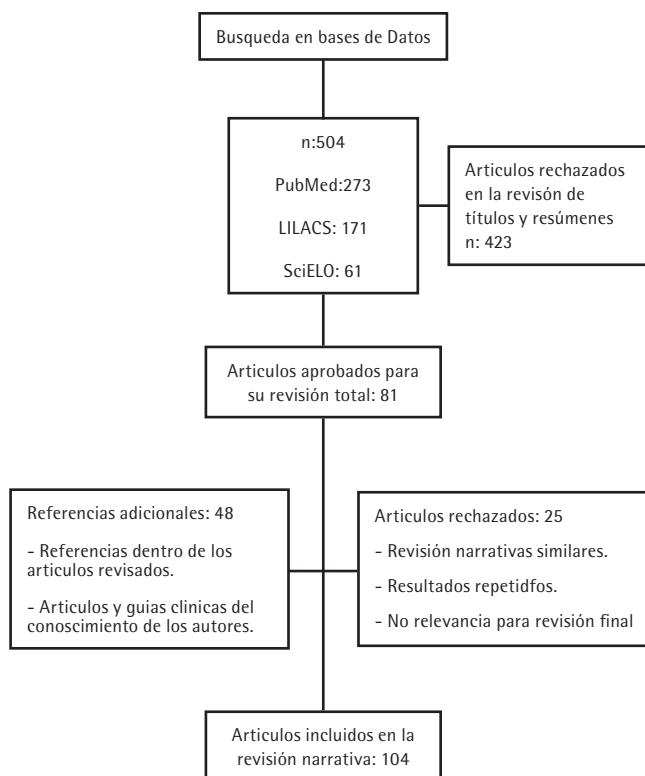 Busqueda en bases de Datos
n:504
PubMed:273
LILACS: 171
SciELO: 61
Articulos rechazados
en la revisón de
títulos y resúmenes
n: 423
Articulos aprobados para
su revisión total: 81
Referencias adicionales: 48
- Referencias dentro de los
articulos revisados.
- Articulos y guias clinicas del
conoscimiento de los autores.
Articulos rechazados: 25
- Revisión narrativas similares.
- Resultados repetidfos.
- No relevancia para revisión final
Articulos incluidos en la
revisión narrativa: 104